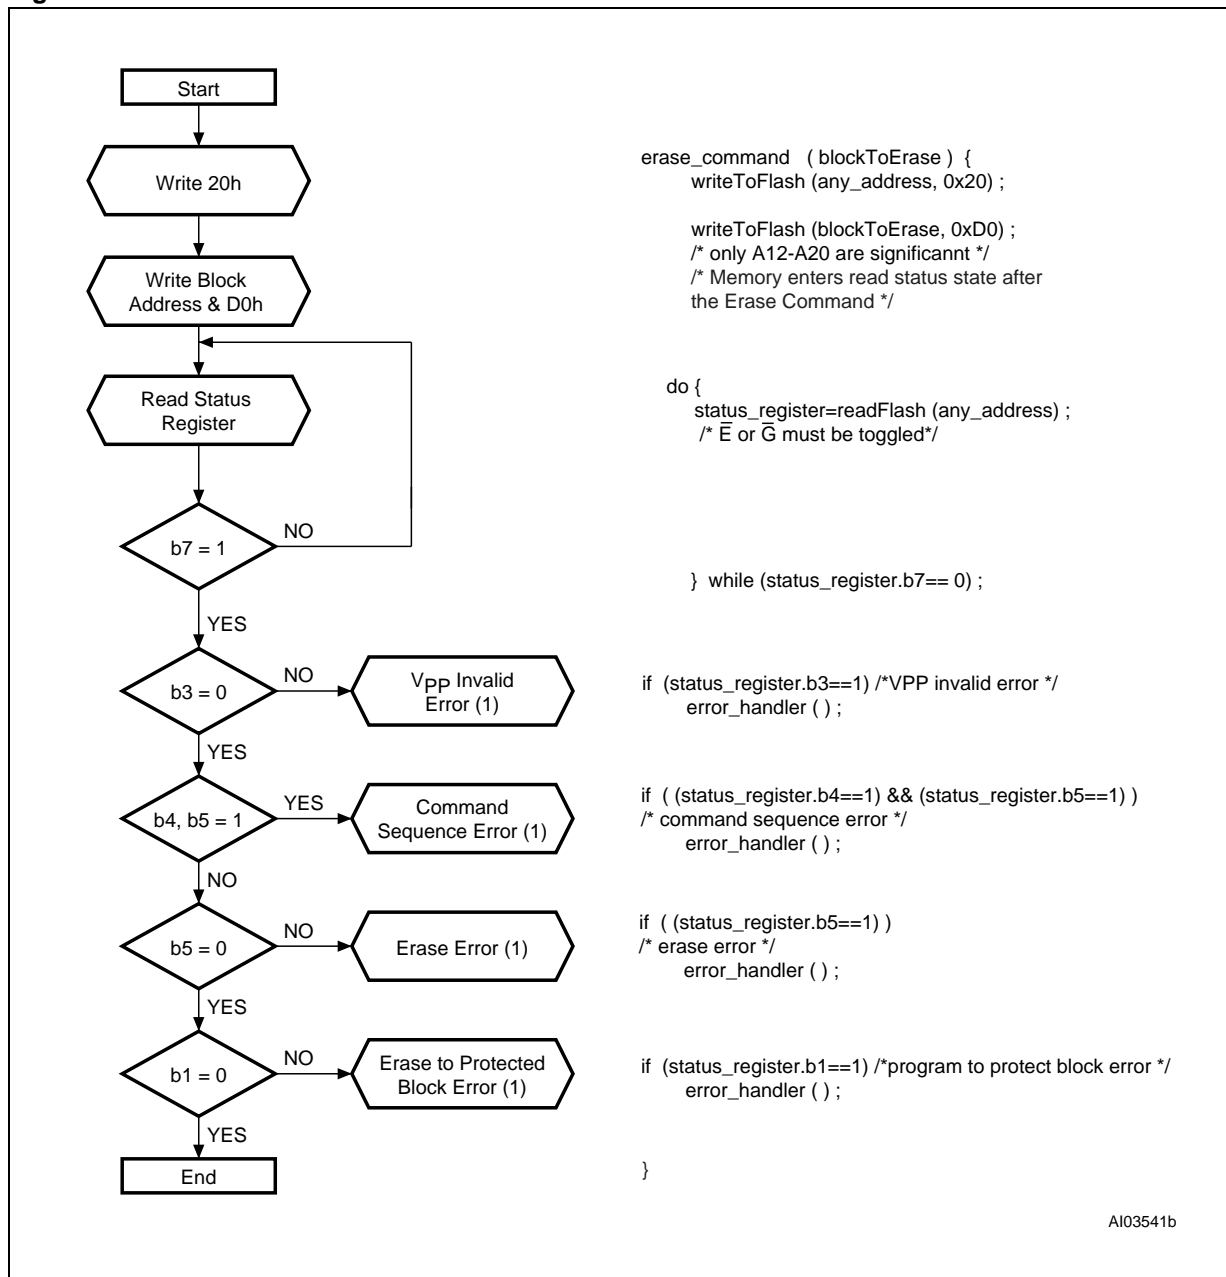 Start
Write 20h
Write Block
Address & D0h
Read Status
Register
b7 = 1
NO
YES
b3 = 0
NO
VPP Invalid
Error (1)
YES
b4, b5 = 1
YES
Command
Sequence Error (1)
NO
b5 = 0
NO
Erase Error (1)
YES
b1 = 0
NO
Erase to Protected
Block Error (1)
YES
End
erase_command ( blockToErase ) {
writeToFlash (any_address, 0x20) ;
writeToFlash (blockToErase, 0xD0) ;
/* only A12-A20 are significannt */
/* Memory enters read status state after
the Erase Command */
do {
status_register=readFlash (any_address) ;
/* E̅ or G̅ must be toggled*/
} while (status_register.b7== 0) ;
if (status_register.b3==1) /*VPP invalid error */
error_handler ( ) ;
if ( (status_register.b4==1) && (status_register.b5==1) )
/* command sequence error */
error_handler ( ) ;
if ( (status_register.b5==1) )
/* erase error */
error_handler ( ) ;
if (status_register.b1==1) /*program to protect block error */
error_handler ( ) ;
}
AI03541b